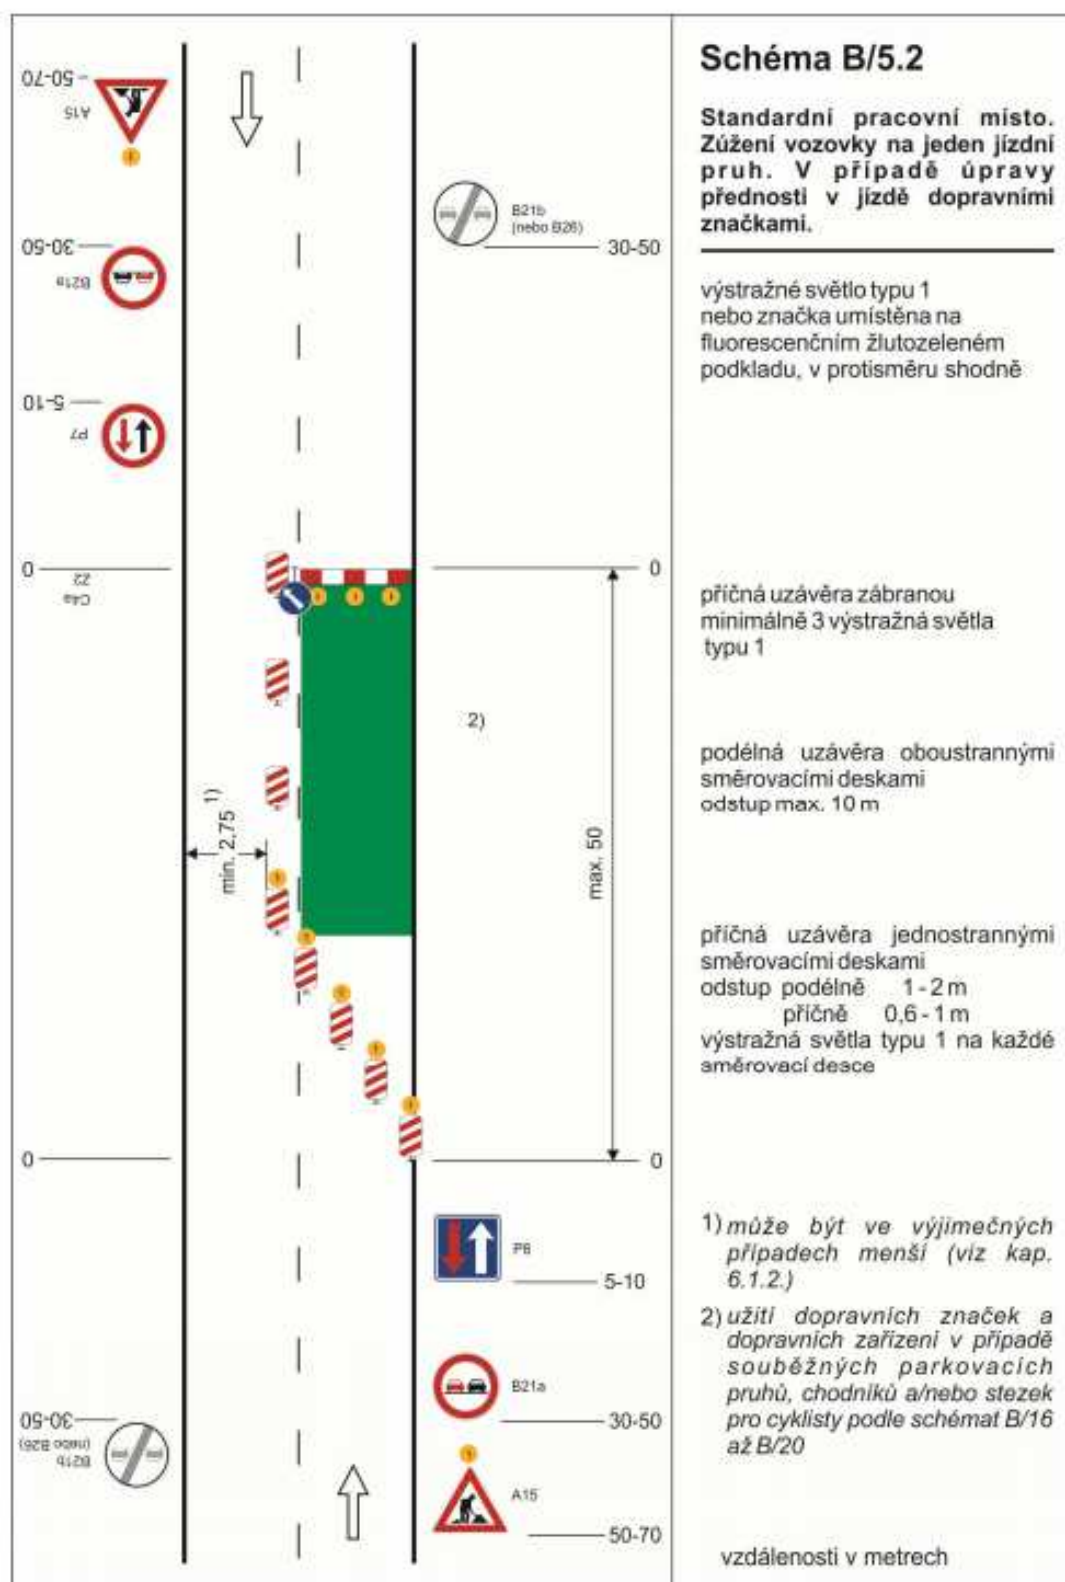 Schéma B/5.2
Standardní pracovní místo.
Zúžení vozovky na jeden jízdní
pruh. V případě úpravy
přednosti v jízdě dopravními
značkami.
50-70
A15
B21b
(nebo B26)
30-50
30-50
B21a
výstražné světlo typu 1
nebo značka umístěna na
fluorescenčním žlutozeleném
podkladu, v protisměru shodně
5-10
P7
0
Z2
C4a
0
příčná uzávěra zábranou
minimálně 3 výstražná světla
typu 1
2)
podélná uzávěra oboustrannými
směrovacími deskami
odstup max. 10 m
min. 2,75 1)
max. 50
příčná uzávěra jednostrannými
směrovacími deskami
odstup podélně 1 - 2 m
příčně 0,6 - 1 m
výstražná světla typu 1 na každé
směrovací desce
0
0
P6
5-10
1) může být ve výjimečných
případech menší (viz kap.
6.1.2.)
2) užití dopravních značek a
dopravních zařízení v případě
souběžných parkovacích
pruhů, chodníků a/nebo stezek
pro cyklisty podle schémat B/16
až B/20
B21a
30-50
30-50
B21b
(nebo B26)
A15
50-70
vzdálenosti v metrech